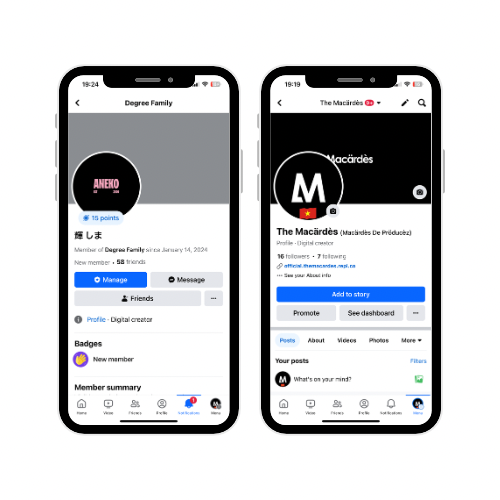 19:24
Degree Family
ANEKO
15 points
輝 しま
Member of Degree Family since January 14, 2024
New member • 58 friends
Manage
Message
Friends
Profile · Digital creator
Badges
New member
Member summary
Home
Video
Friends
Profile
Notifications
Menu
19:19
The Macärdès 9+
Macärdès
M
The Macärdès (Macärdès De Pröducèz)
Profile · Digital creator
16 followers • 7 following
official.themacardes.repl.co
See your About info
Add to story
Promote
See dashboard
Posts
About
Videos
Photos
More
Your posts
Filters
M
What's on your mind?
Home
Video
Friends
Profile
Notifications
Menu